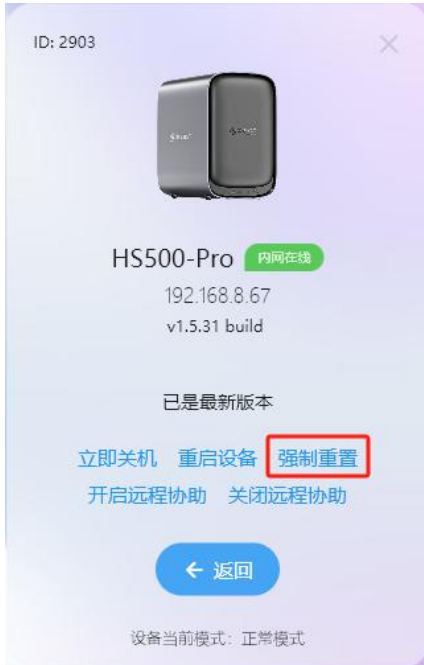 ID: 2903
HS500-Pro 内网在线
192.168.8.67
v1.5.31 build
已是最新版本
立即关机 重启设备 强制重置
开启远程协助 关闭远程协助
返回
设备当前模式：正常模式